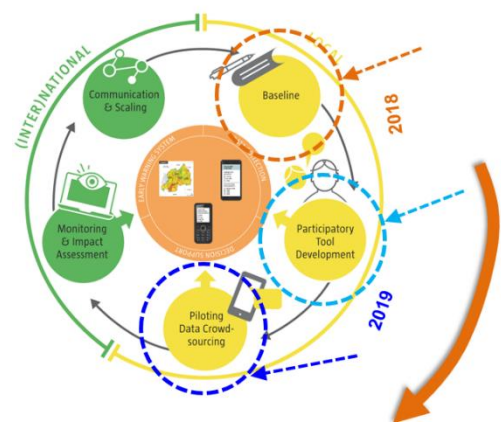 (INTER)NATIONAL
LOCAL
Communication
& Scaling
Baseline
2018
EARLY WARNING SYSTEM
DECISION SUPPORT
Monitoring
& Impact
Assessment
Participatory
Tool
Development
2019
Piloting
Data Crowd-
sourcing